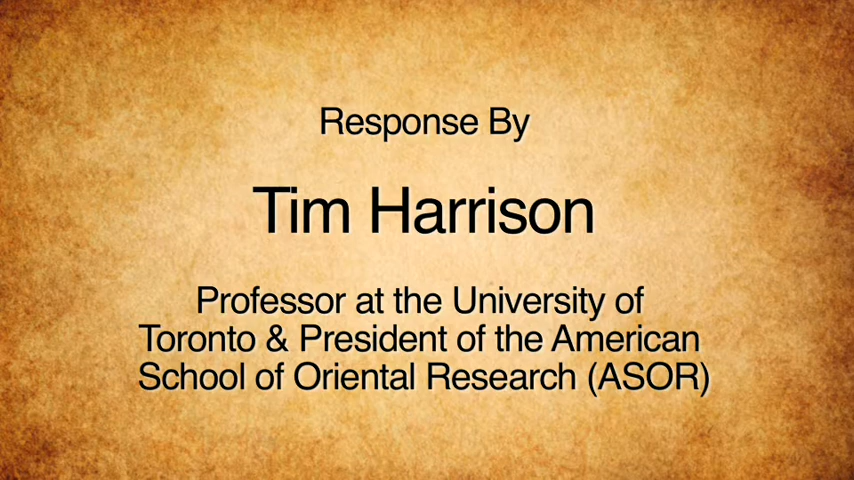 Response By
Tim Harrison
Professor at the University of
Toronto & President of the American
School of Oriental Research (ASOR)